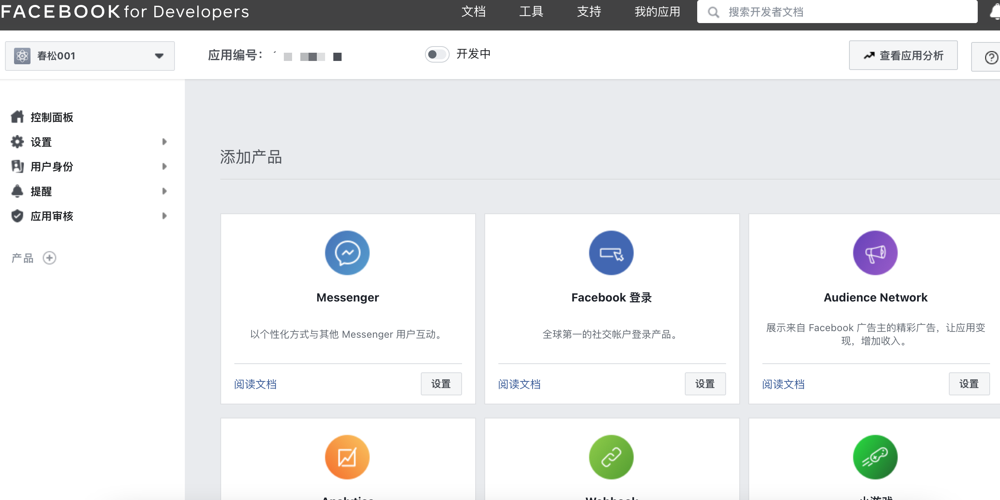 FACEBOOK for Developers
文档
工具
支持
我的应用
搜索开发者文档
春松001
应用编号：
开发中
查看应用分析
控制面板
设置
用户身份
提醒
应用审核
产品
添加产品
Messenger
以个性化方式与其他 Messenger 用户互动。
阅读文档
设置
Facebook 登录
全球第一的社交帐户登录产品。
阅读文档
设置
Audience Network
展示来自 Facebook 广告主的精彩广告，让应用变
现，增加收入。
阅读文档
设置
Analytics
Webhook
小游戏